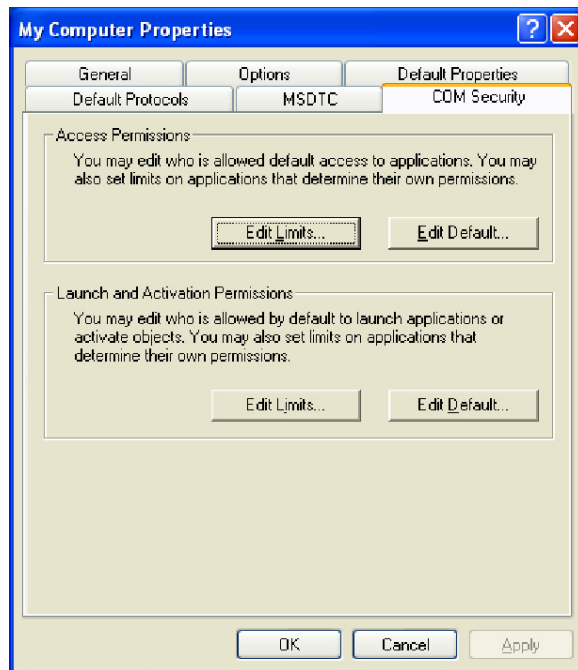 My Computer Properties
General Options Default Properties
Default Protocols MSDTC COM Security
Access Permissions
You may edit who is allowed default access to applications. You may
also set limits on applications that determine their own permissions.
Edit Limits... Edit Default...
Launch and Activation Permissions
You may edit who is allowed by default to launch applications or
activate objects. You may also set limits on applications that
determine their own permissions.
Edit Limits... Edit Default...
OK Cancel Apply